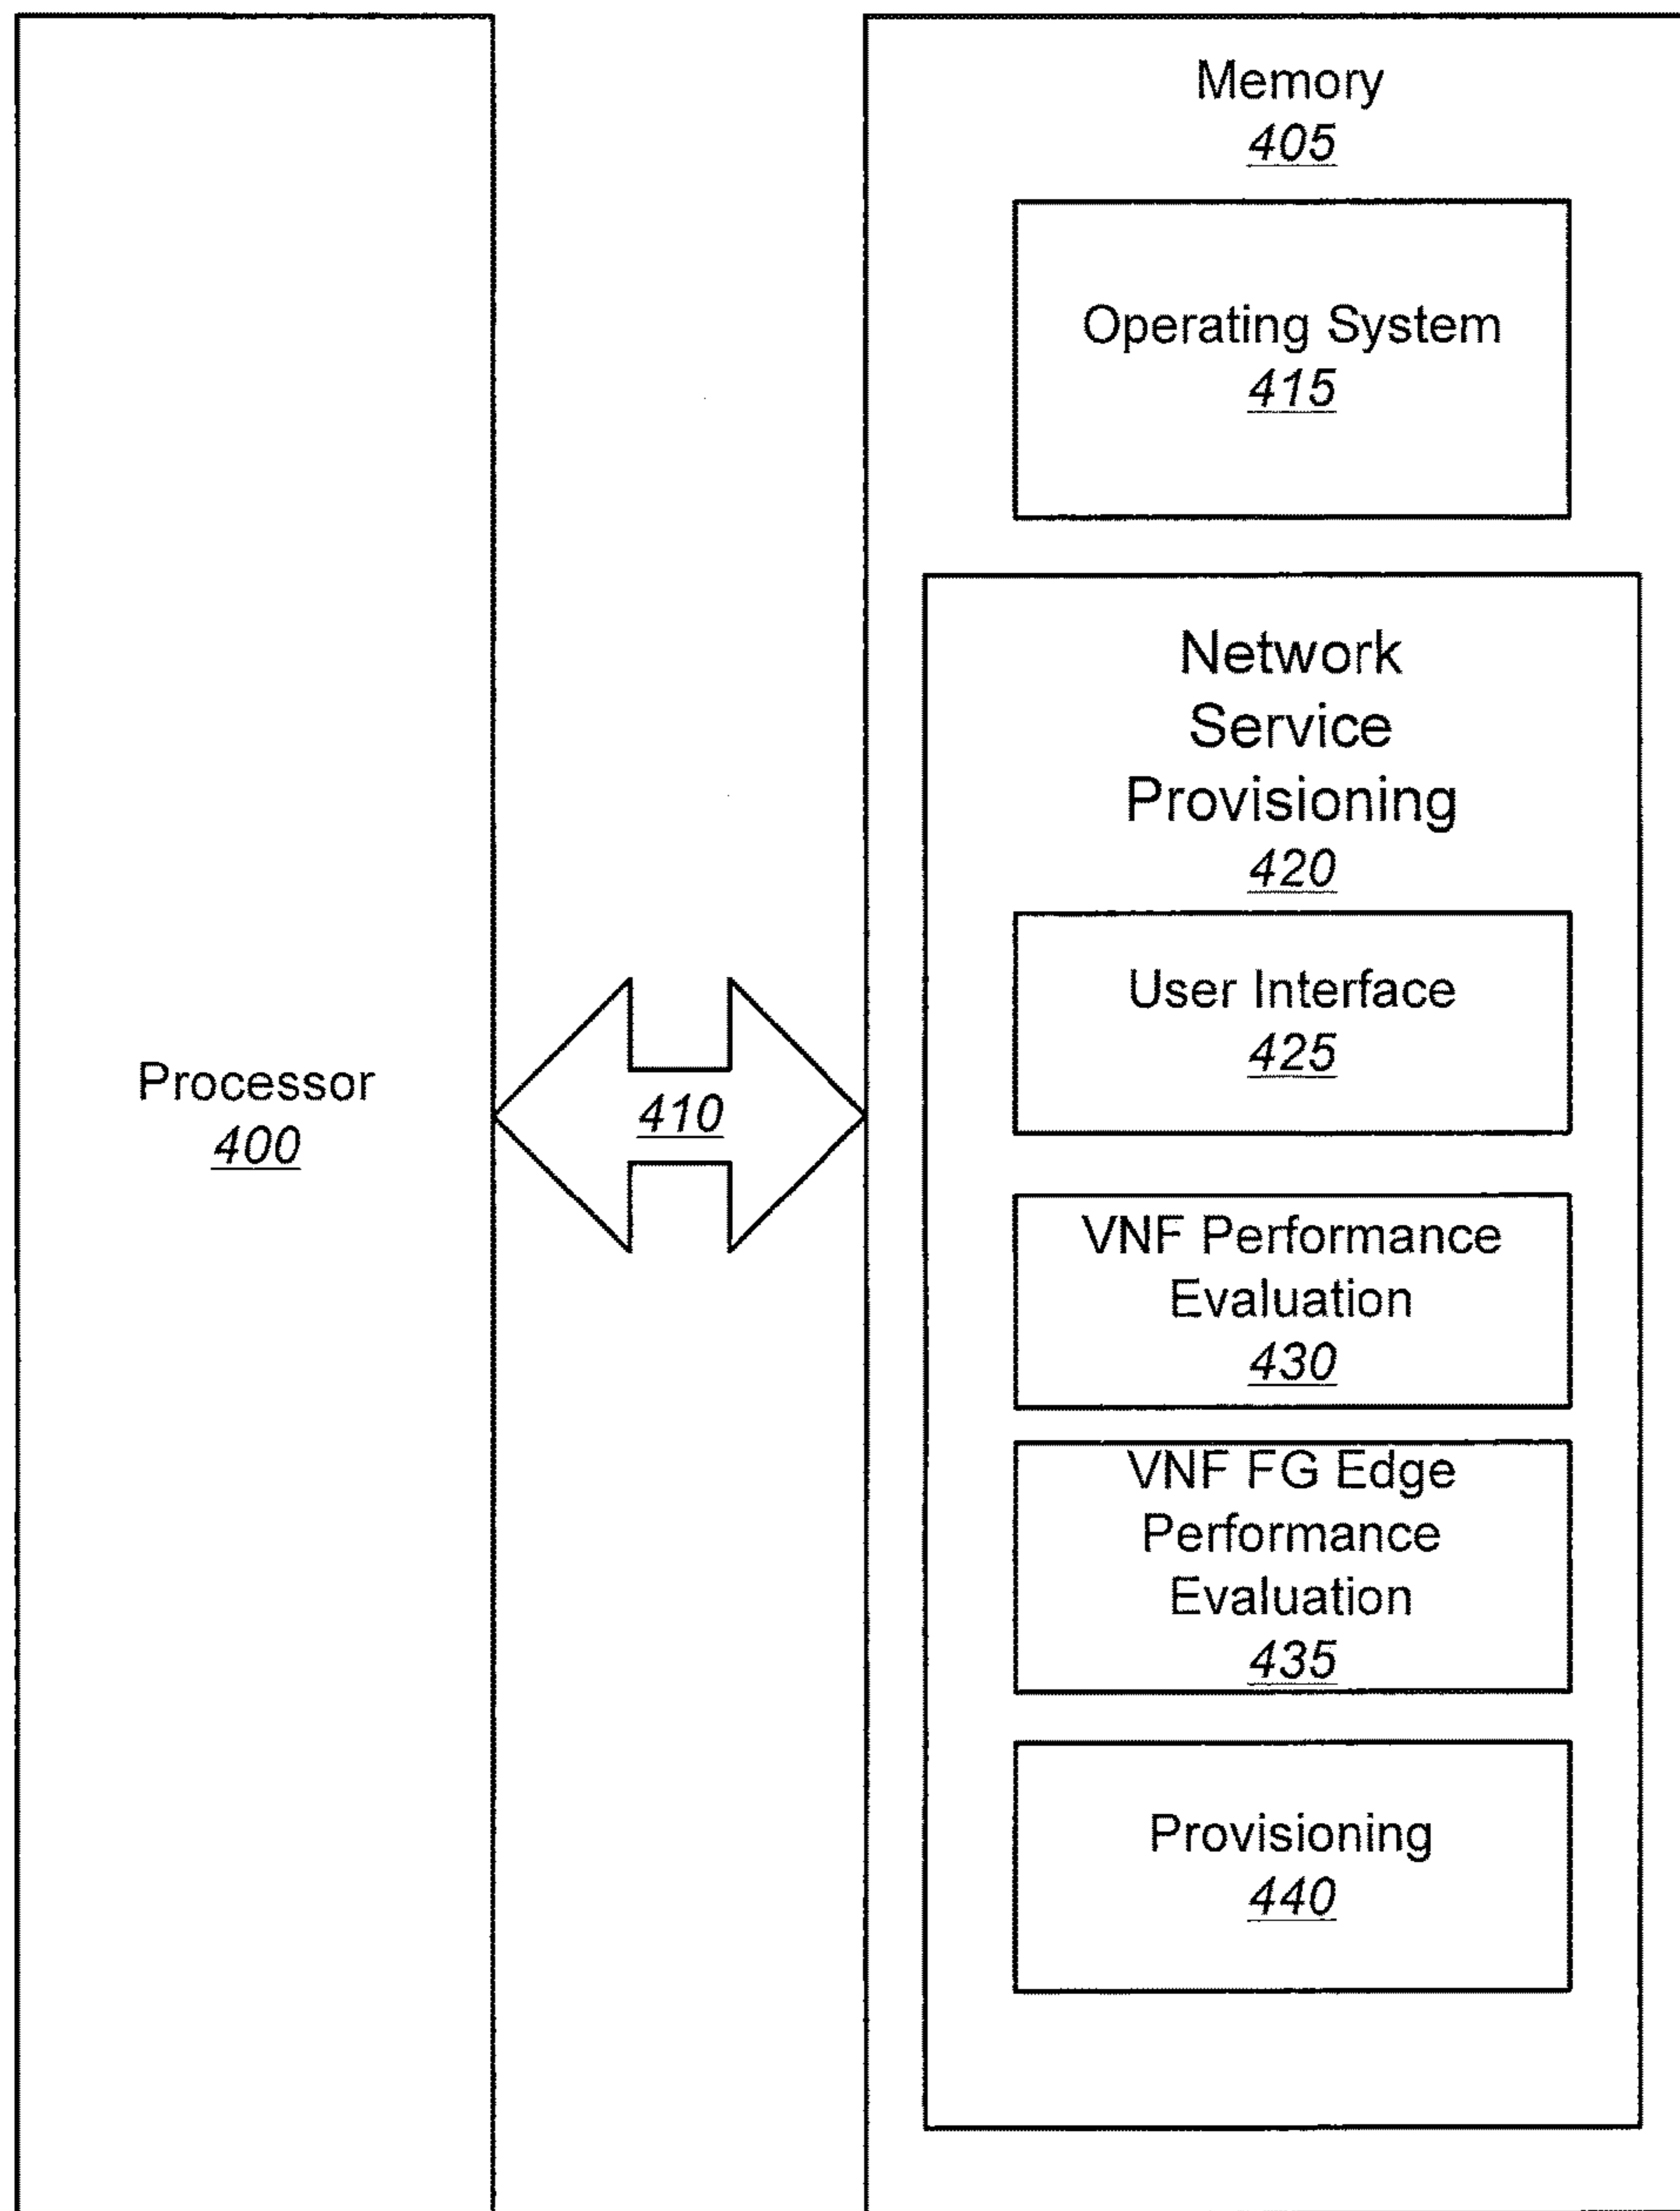 Memory
405
Operating System
415
Network
Service
Provisioning
420
User Interface
425
Processor
400
410
VNF Performance
Evaluation
430
VNF FG Edge
Performance
Evaluation
435
Provisioning
440